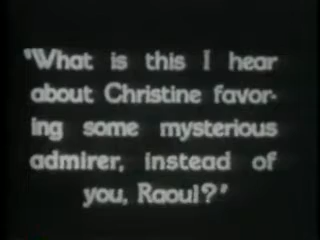 "What is this I hear
about Christine favor-
ing some mysterious
admirer, instead of
you, Raoul?"